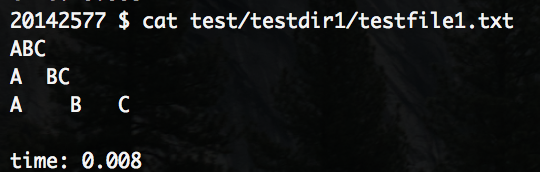 20142577 $ cat test/testdir1/testfile1.txt
ABC
A  BC
A    B   C
time: 0.008